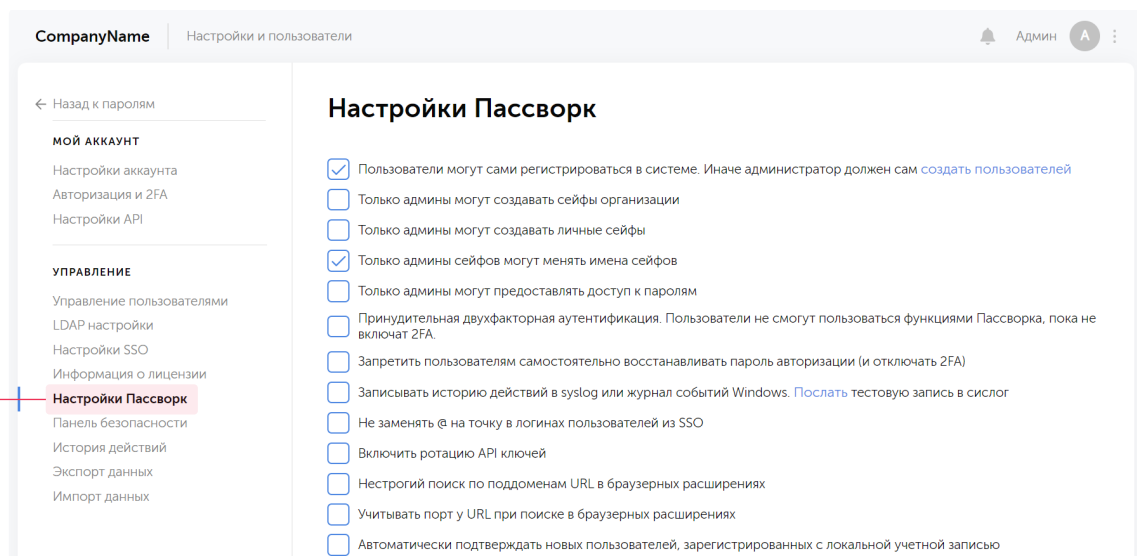 CompanyName
Настройки и пользователи
Админ
А
Назад к паролям
МОЙ АККАУНТ
Настройки аккаунта
Авторизация и 2FA
Настройки API
УПРАВЛЕНИЕ
Управление пользователями
LDAP настройки
Настройки SSO
Информация о лицензии
Настройки Пассворк
Панель безопасности
История действий
Экспорт данных
Импорт данных
Настройки Пассворк
Пользователи могут сами регистрироваться в системе. Иначе администратор должен сам создать пользователей
Только админы могут создавать сейфы организации
Только админы могут создавать личные сейфы
Только админы сейфов могут менять имена сейфов
Только админы могут предоставлять доступ к паролям
Принудительная двухфакторная аутентификация. Пользователи не смогут пользоваться функциями Пассворка, пока не
включат 2FA.
Запретить пользователям самостоятельно восстанавливать пароль авторизации (и отключать 2FA)
Записывать историю действий в syslog или журнал событий Windows. Послать тестовую запись в сислог
Не заменять @ на точку в логинах пользователей из SSO
Включить ротацию API ключей
Нестрогий поиск по поддоменам URL в браузерных расширениях
Учитывать порт у URL при поиске в браузерных расширениях
Автоматически подтверждать новых пользователей, зарегистрированных с локальной учетной записью